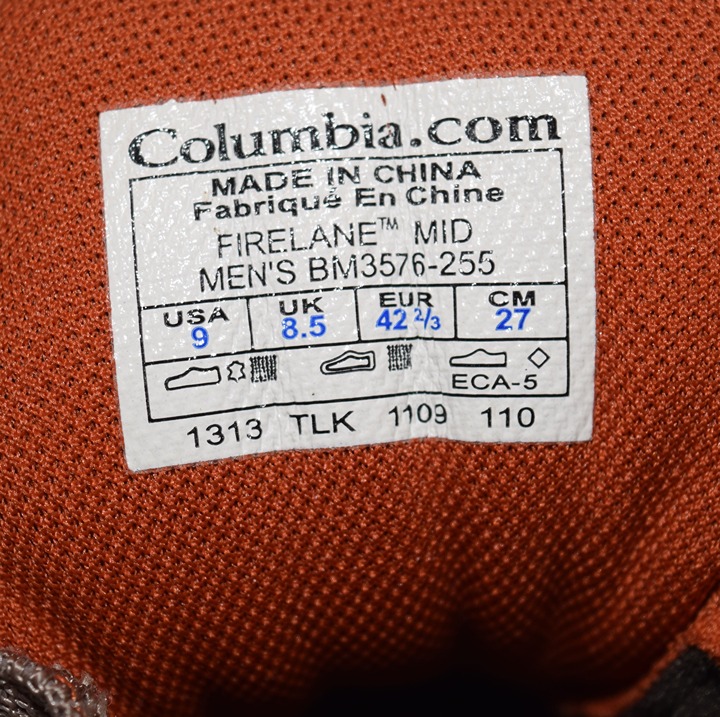 Columbia.com
MADE IN CHINA
Fabriqué En Chine
FIRELANE™ MID
MEN'S BM3576-255
USA UK EUR CM
9 8.5 42 2/3 27
ECA-5
1313 TLK 1109 110